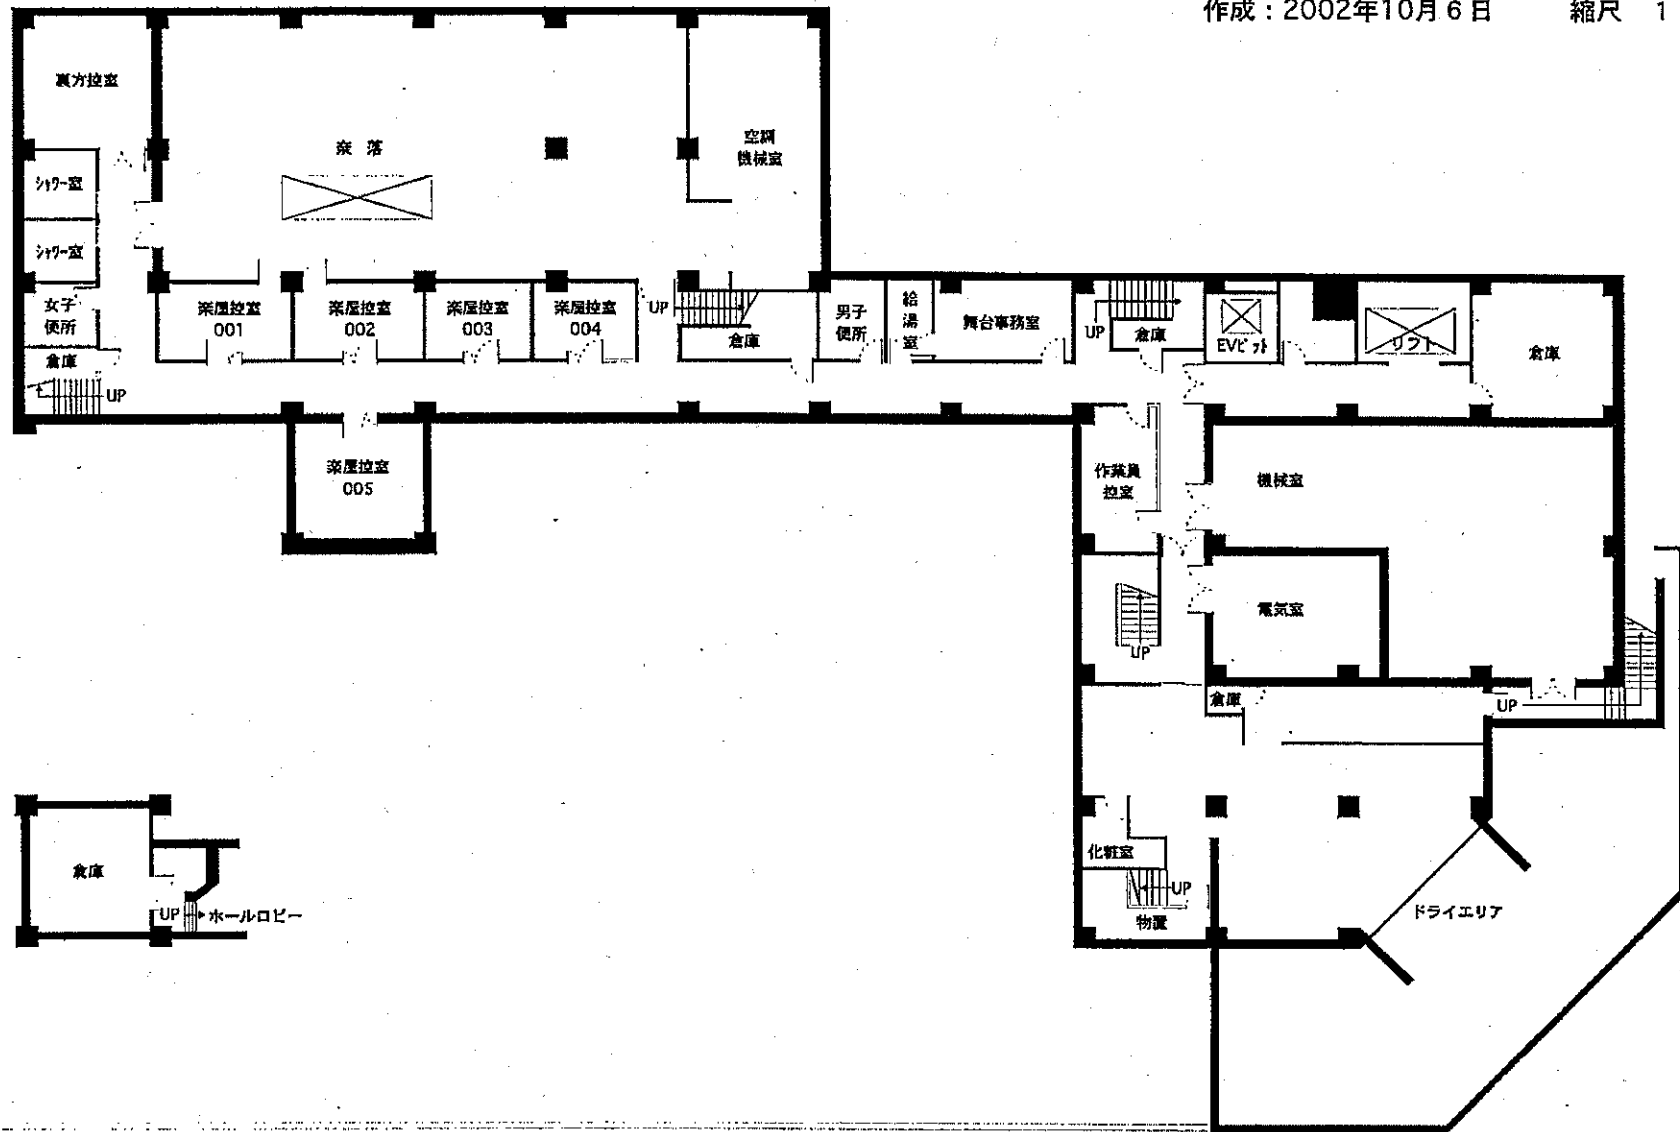 作成：2002年10月6日　　縮尺　1
裏方控室
奈　落
空調
機械室
シャワー室
シャワー室
女子
便所
倉庫
UP
楽屋控室
001
楽屋控室
002
楽屋控室
003
楽屋控室
004
UP
倉庫
男子
便所
給
湯
室
舞台事務室
UP
倉庫
EVピット
リフト
倉庫
楽屋控室
005
作業員
控室
機械室
電気室
UP
倉庫
UP
化粧室
UP
物置
ドライエリア
倉庫
UP
ホールロビー